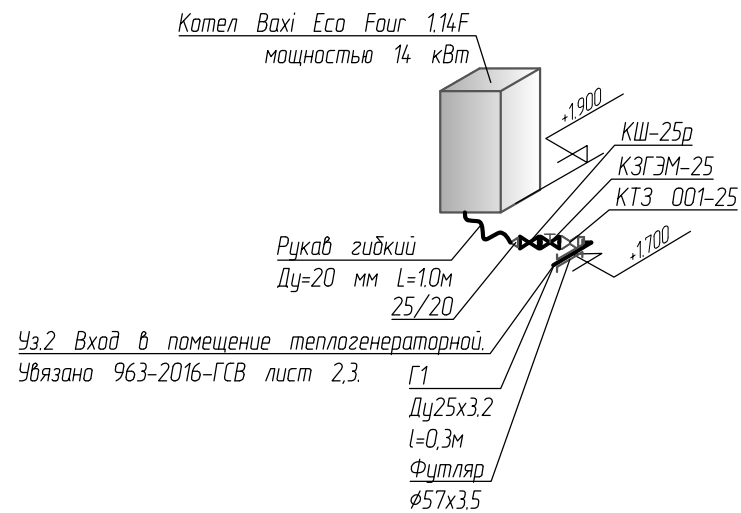 Котел Baxi Eco Four 1.14F
мощностью 14 кВт
+1.900
КШ-25р
КЗГЭМ-25
КТЗ 001-25
+1.700
Рукав гибкий
Ду=20 мм L=1.0м
25/20
Уз.2 Вход в помещение теплогенераторной.
Увязано 963-2016-ГСВ лист 2,3.
Г1
Ду25х3,2
l=0,3м
Футляр
φ57х3,5